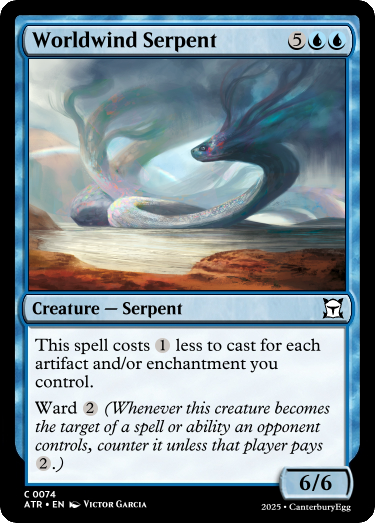 Worldwind Serpent 5
Creature — Serpent
This spell costs 1 less to cast for each
artifact and/or enchantment you
control.
Ward 2 (Whenever this creature becomes
the target of a spell or ability an opponent
controls, counter it unless that player pays
2.)
6/6
C 0074
ATR • EN Victor Garcia
2025 • CanterburyEgg